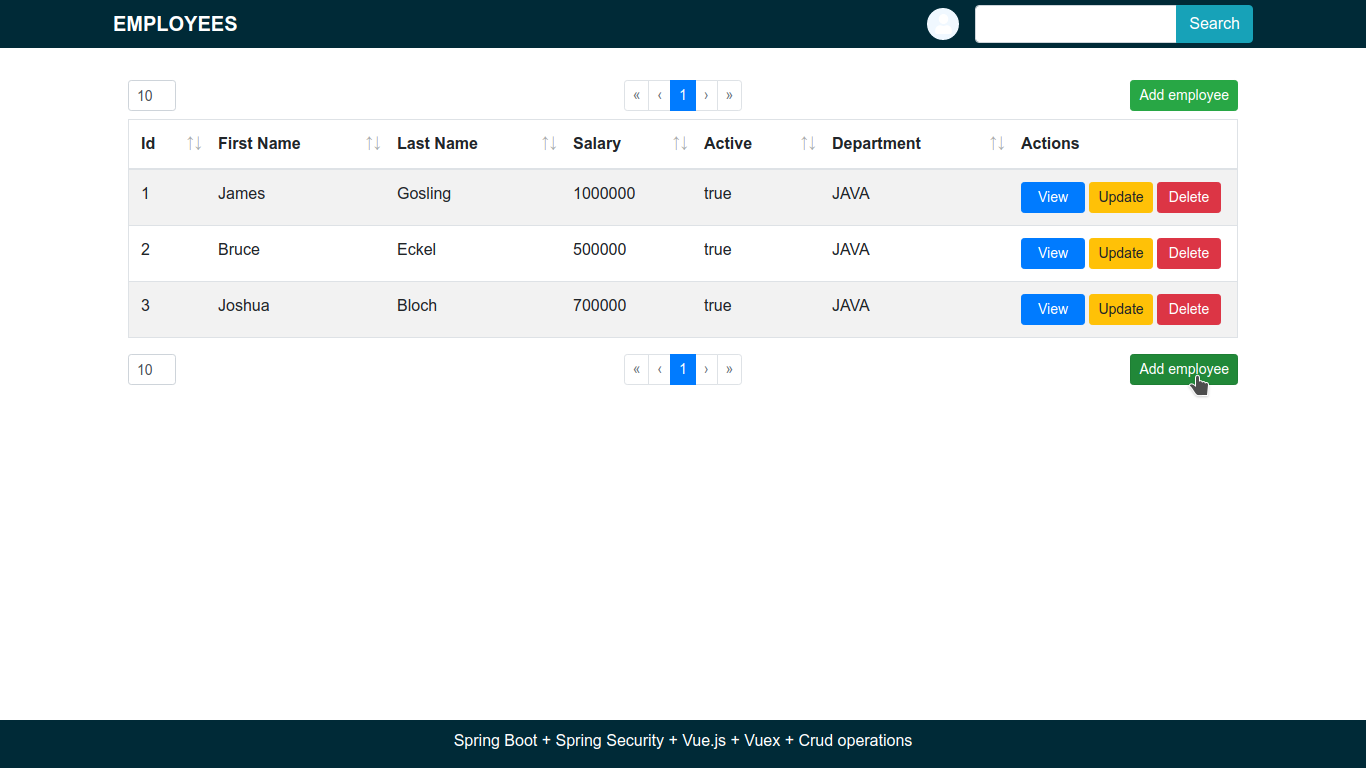 EMPLOYEES Search
10 « ‹ 1 › » Add employee
Id ↑↓ First Name ↑↓ Last Name ↑↓ Salary ↑↓ Active ↑↓ Department ↑↓ Actions
1 James Gosling 1000000 true JAVA View Update Delete
2 Bruce Eckel 500000 true JAVA View Update Delete
3 Joshua Bloch 700000 true JAVA View Update Delete
10 « ‹ 1 › » Add employee
Spring Boot + Spring Security + Vue.js + Vuex + Crud operations